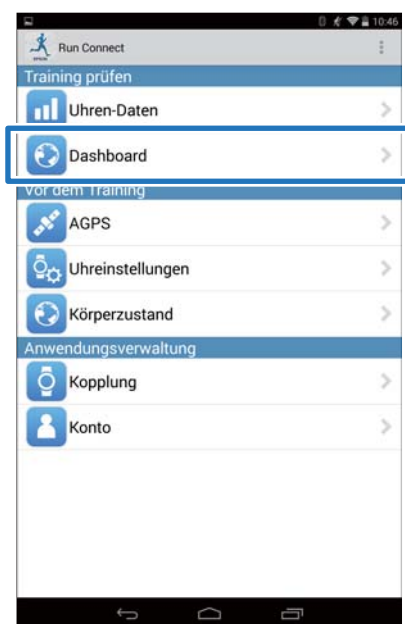 10:46
Run Connect
Training prüfen
Uhren-Daten
Dashboard
Vor dem Training
AGPS
Uhreinstellungen
Körperzustand
Anwendungsverwaltung
Kopplung
Konto